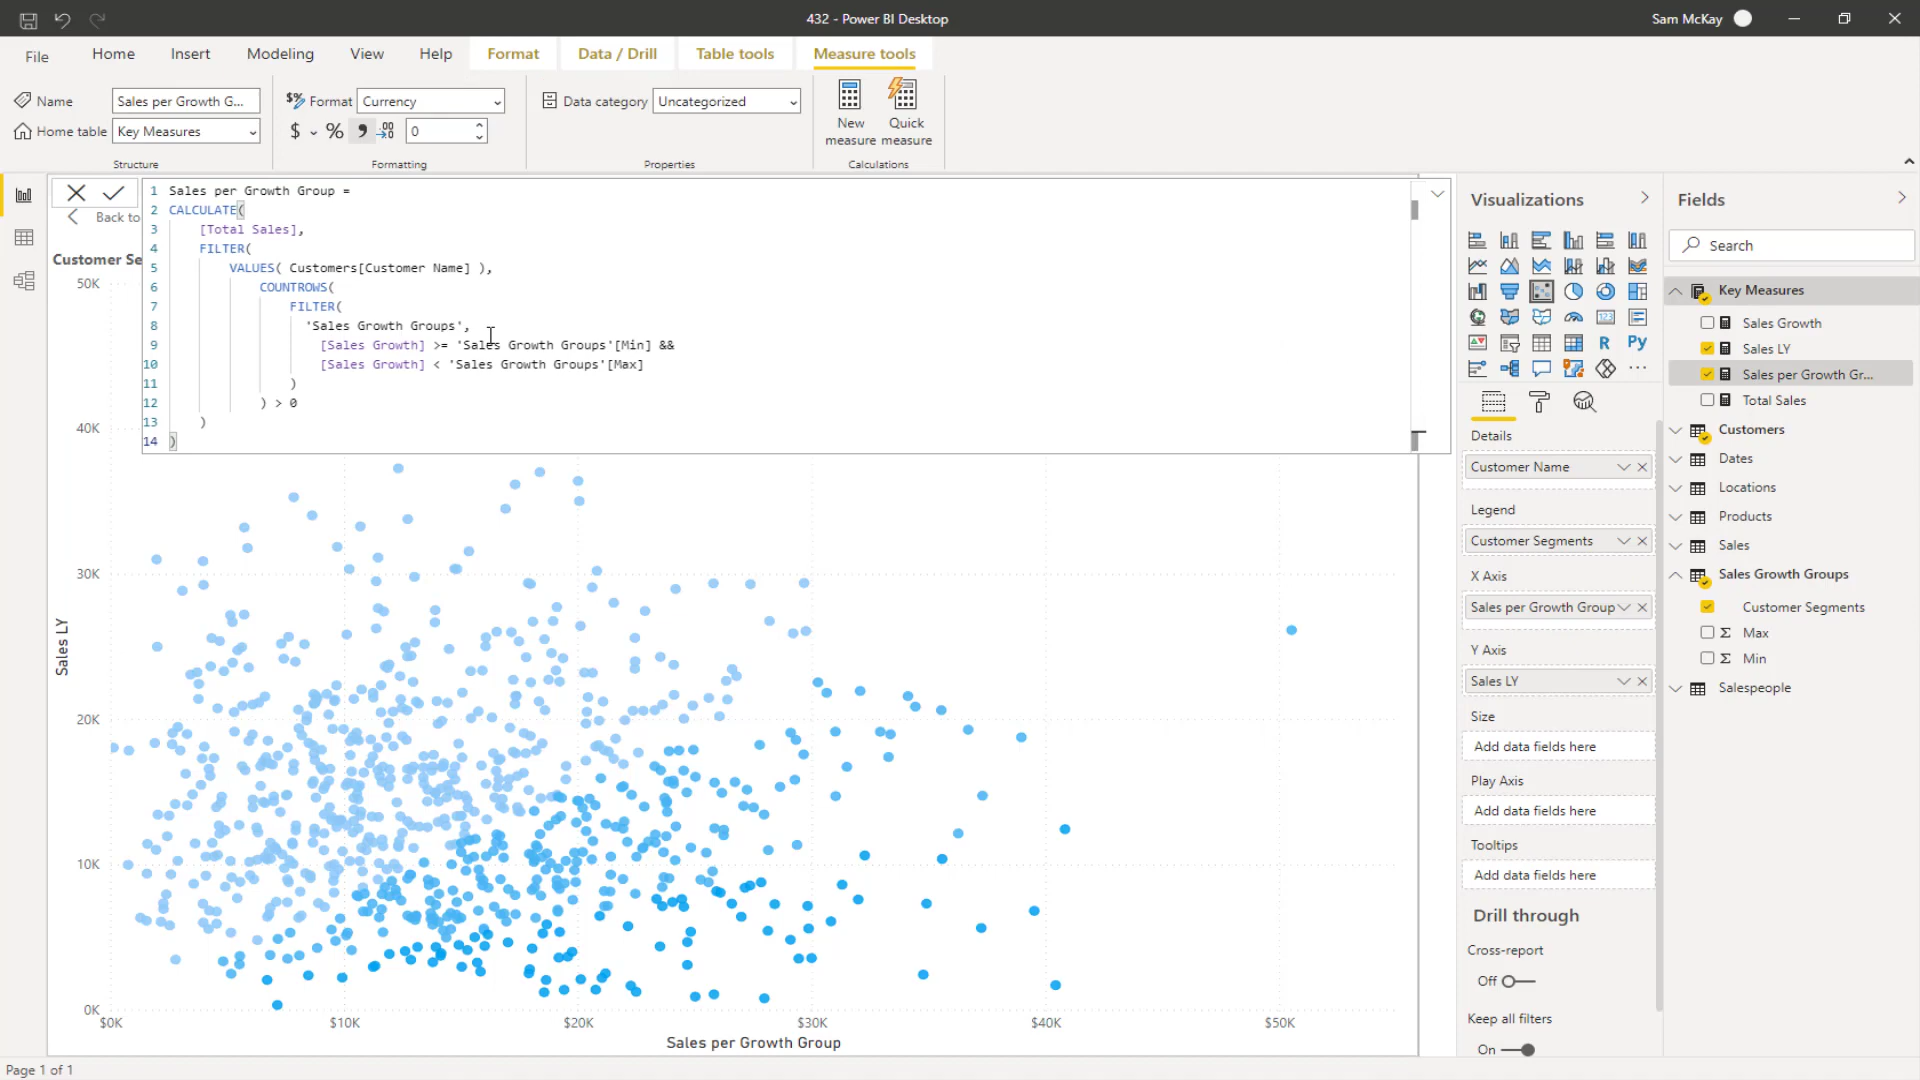 432 - Power BI Desktop
Sam McKay
File
Home
Insert
Modeling
View
Help
Format
Data / Drill
Table tools
Measure tools
Name
Sales per Growth G...
Home table
Key Measures
Structure
Format
Currency
$
%
0
Formatting
Data category
Uncategorized
Properties
New
measure
Quick
measure
Calculations
Back to
1 Sales per Growth Group =
2 CALCULATE(
3 [Total Sales],
4 FILTER(
5 VALUES( Customers[Customer Name] ),
6 COUNTROWS(
7 FILTER(
8 'Sales Growth Groups',
9 [Sales Growth] >= 'Sales Growth Groups'[Min] &&
10 [Sales Growth] < 'Sales Growth Groups'[Max]
11 )
12 ) > 0
13 )
14 )
Customer Se
50K
40K
30K
20K
10K
0K
Sales LY
$0K
$10K
$20K
$30K
$40K
$50K
Sales per Growth Group
Visualizations
R
Py
Details
Customer Name
Legend
Customer Segments
X Axis
Sales per Growth Group
Y Axis
Sales LY
Size
Add data fields here
Play Axis
Add data fields here
Tooltips
Add data fields here
Drill through
Cross-report
Off
Keep all filters
On
Fields
Search
Key Measures
Sales Growth
Sales LY
Sales per Growth Gr...
Total Sales
Customers
Dates
Locations
Products
Sales
Sales Growth Groups
Customer Segments
Σ Max
Σ Min
Salespeople
Page 1 of 1